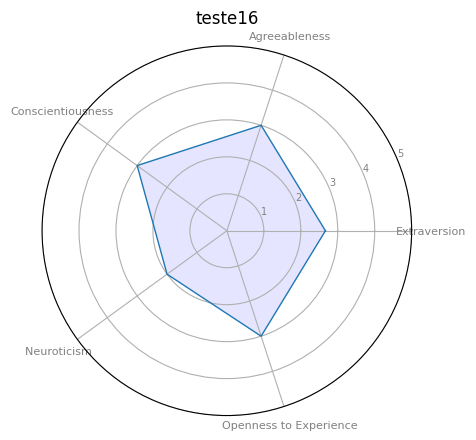 teste16
Agreeableness
Conscientiousness
5
4
3
2
1
Extraversion
Neuroticism
Openness to Experience